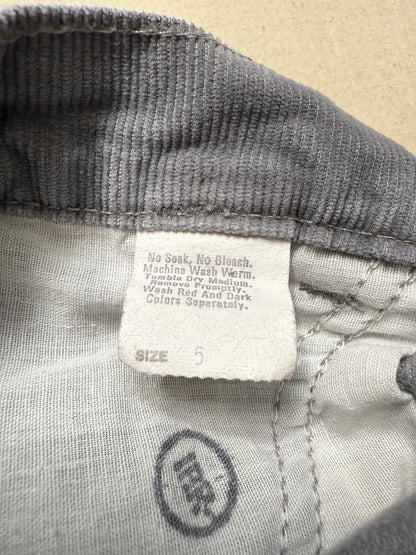 No Soak, No Bleach.
Machine Wash Warm.
Tumble Dry Medium.
Remove Promptly.
Wash Red And Dark
Colors Seperately.
SIZE 5